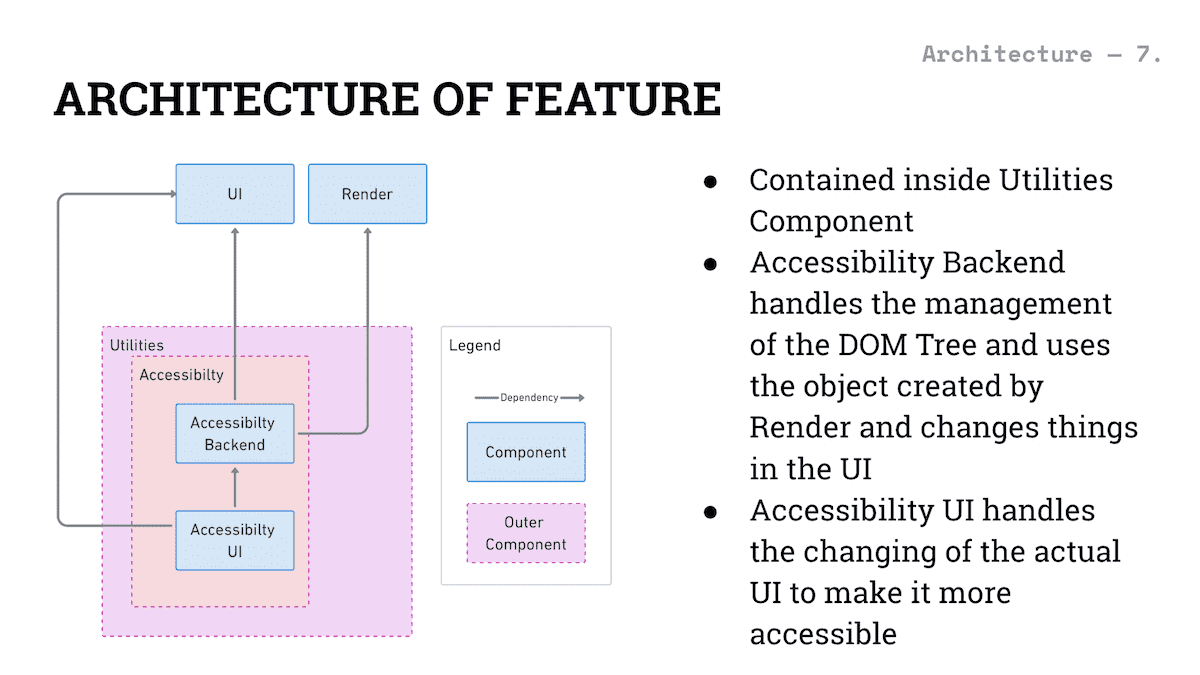 Architecture — 7.
ARCHITECTURE OF FEATURE
UI
Render
Utilities
Accessibilty
Accessibilty
Backend
Accessibilty
UI
Legend
Dependency
Component
Outer
Component
● Contained inside Utilities
Component
● Accessibility Backend
handles the management
of the DOM Tree and uses
the object created by
Render and changes things
in the UI
● Accessibility UI handles
the changing of the actual
UI to make it more
accessible